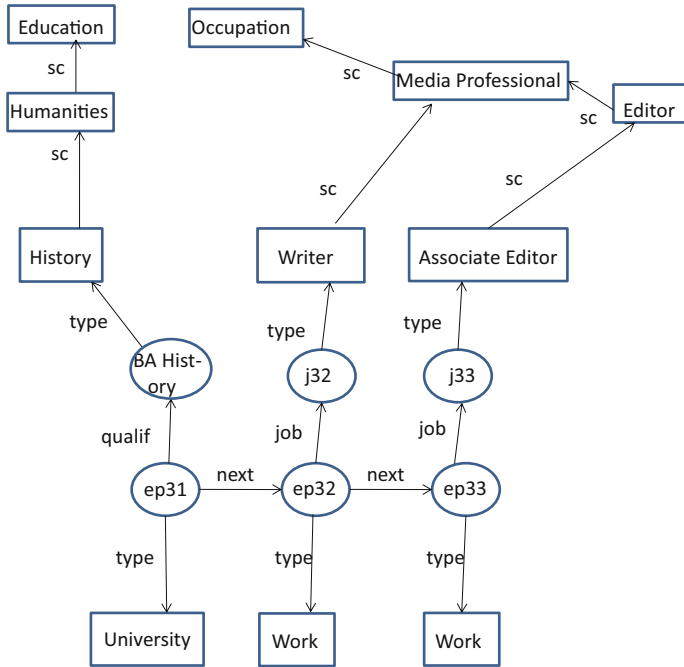 Education
Occupation
sc
sc
Media Professional
Humanities
Editor
sc
sc
sc
sc
History
Writer
Associate Editor
type
type
type
BA Hist-
ory
j32
j33
qualif
job
job
ep31
next
ep32
next
ep33
type
type
type
University
Work
Work